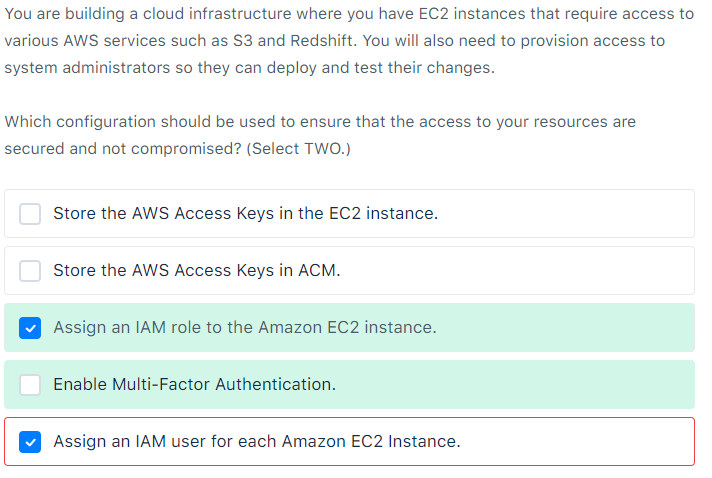 You are building a cloud infrastructure where you have EC2 instances that require access to
various AWS services such as S3 and Redshift. You will also need to provision access to
system administrators so they can deploy and test their changes.
Which configuration should be used to ensure that the access to your resources are
secured and not compromised? (Select TWO.)
Store the AWS Access Keys in the EC2 instance.
Store the AWS Access Keys in ACM.
Assign an IAM role to the Amazon EC2 instance.
Enable Multi-Factor Authentication.
Assign an IAM user for each Amazon EC2 Instance.